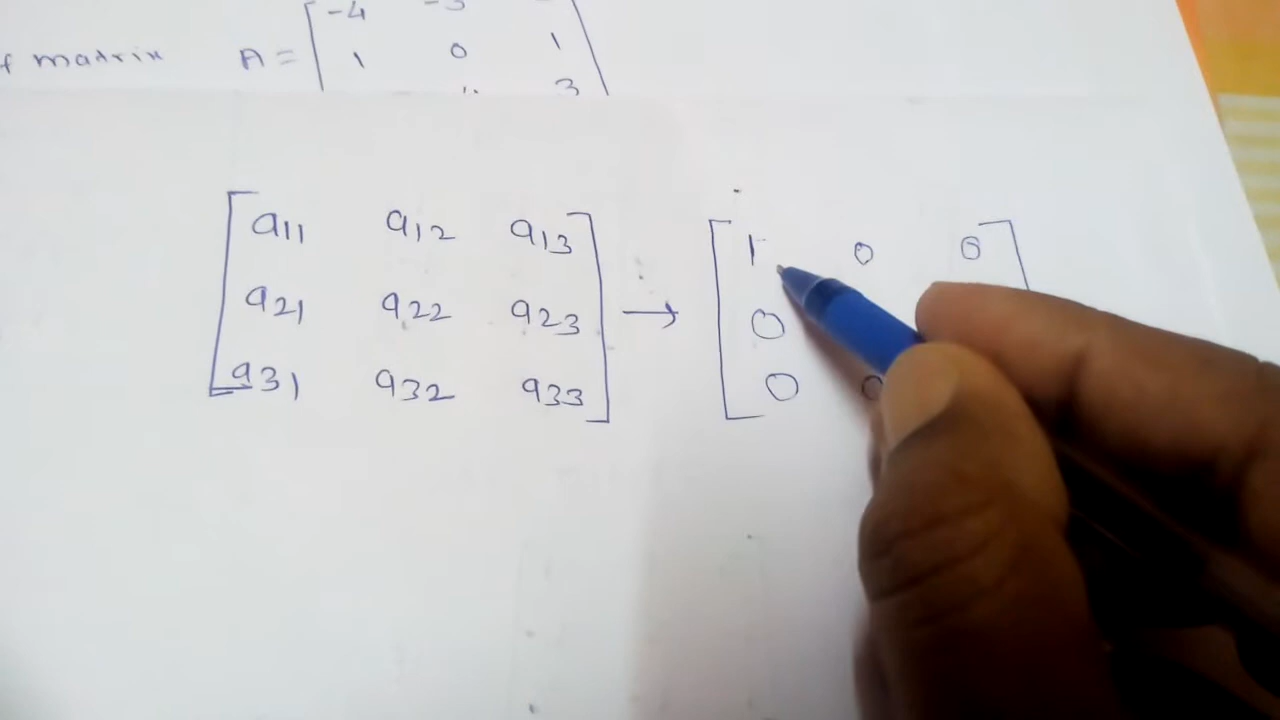 -4 -3
matrix A = 1 0 1
3
a11 a12 a13 → 1 0 0
a21 a22 a23 0
a31 a32 a33 0 0